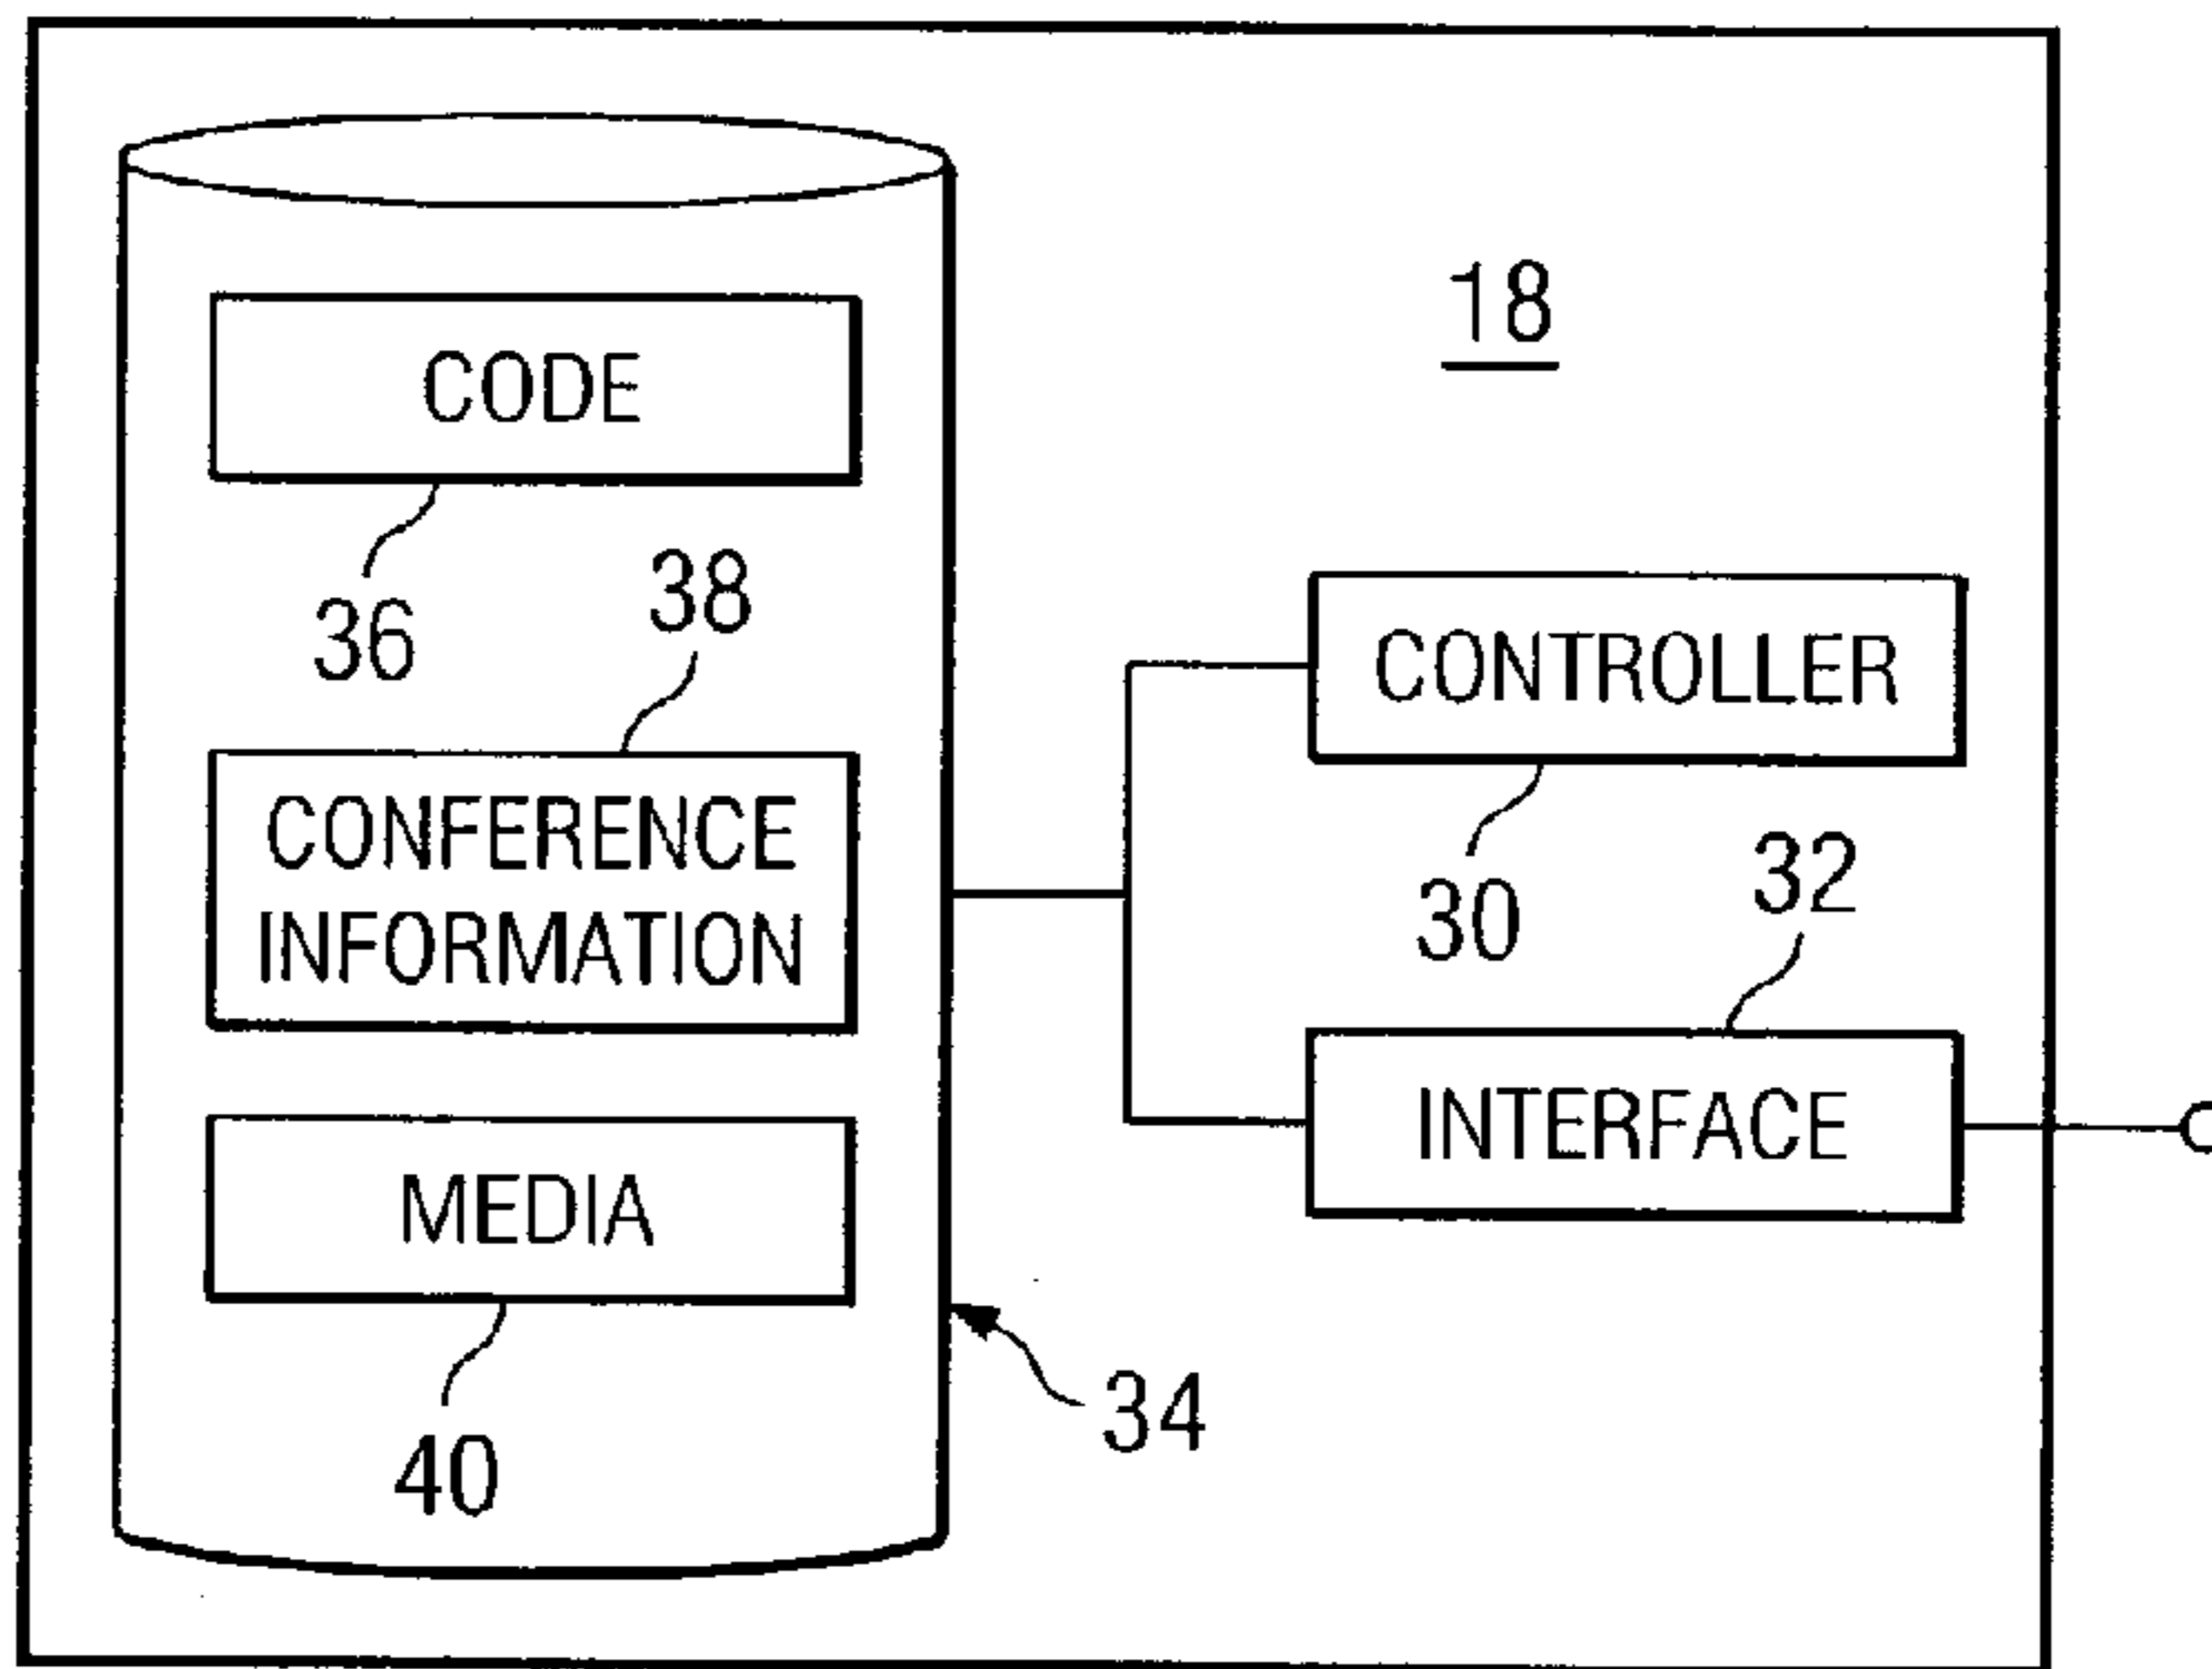 18
CODE
36
38
CONFERENCE
INFORMATION
MEDIA
40
34
CONTROLLER
30
32
INTERFACE